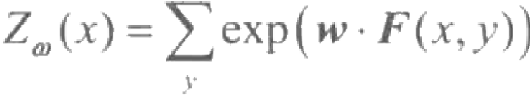 Z_ω(x) = ∑_y exp(w · F(x, y))